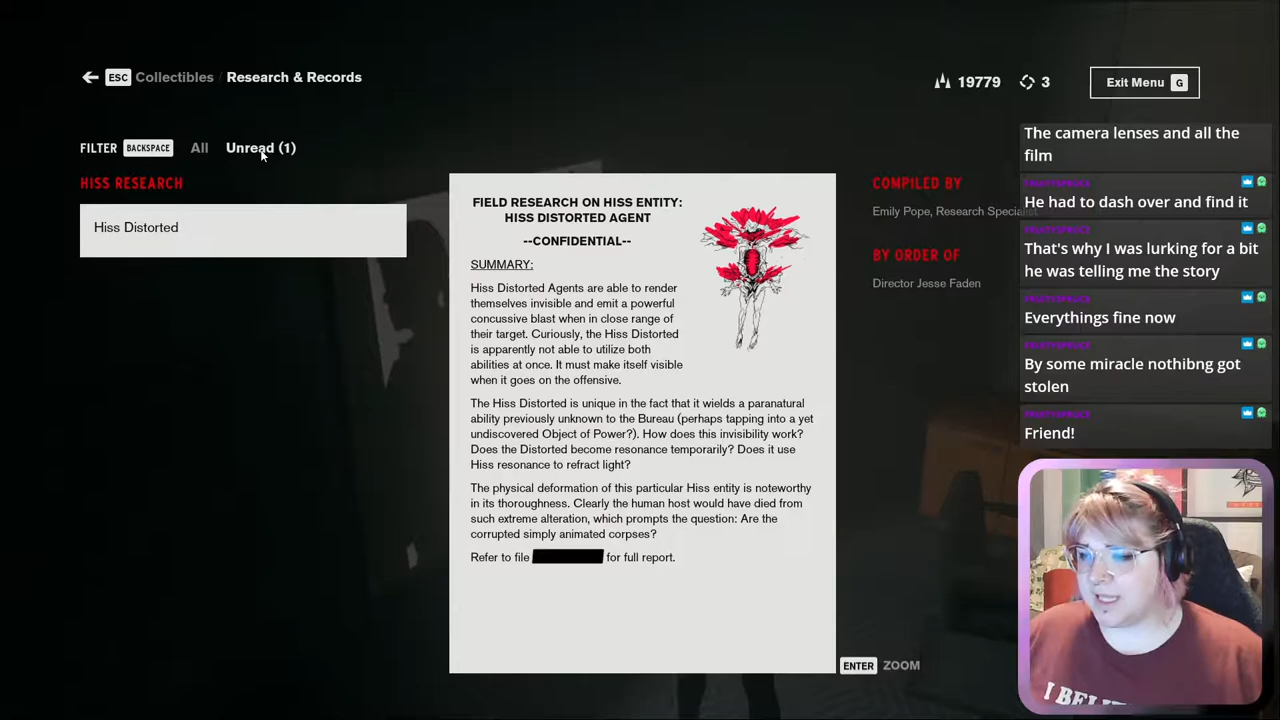 ESC Collectibles / Research & Records
19779
3
Exit Menu G
FILTER BACKSPACE All Unread (1)
HISS RESEARCH
Hiss Distorted
FIELD RESEARCH ON HISS ENTITY:
HISS DISTORTED AGENT
--CONFIDENTIAL--
SUMMARY:
Hiss Distorted Agents are able to render
themselves invisible and emit a powerful
concussive blast when in close range of
their target. Curiously, the Hiss Distorted
is apparently not able to utilize both
abilities at once. It must make itself visible
when it goes on the offensive.
The Hiss Distorted is unique in the fact that it wields a paranatural
ability previously unknown to the Bureau (perhaps tapping into a yet
undiscovered Object of Power?). How does this invisibility work?
Does the Distorted become resonance temporarily? Does it use
Hiss resonance to refract light?
The physical deformation of this particular Hiss entity is noteworthy
in its thoroughness. Clearly the human host would have died from
such extreme alteration, which prompts the question: Are the
corrupted simply animated corpses?
Refer to file for full report.
COMPILED BY
Emily Pope, Research Specialist
BY ORDER OF
Director Jesse Faden
ENTER ZOOM
The camera lenses and all the
film
FRUITYSPRUCE
He had to dash over and find it
FRUITYSPRUCE
That's why I was lurking for a bit
he was telling me the story
FRUITYSPRUCE
Everythings fine now
FRUITYSPRUCE
By some miracle nothibng got
stolen
FRUITYSPRUCE
Friend!
I BEL